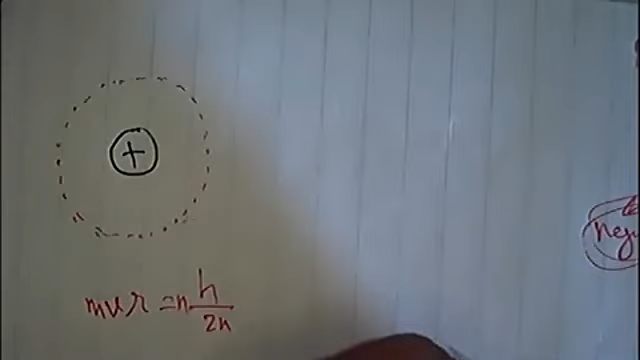 +
mvr = n h/2π